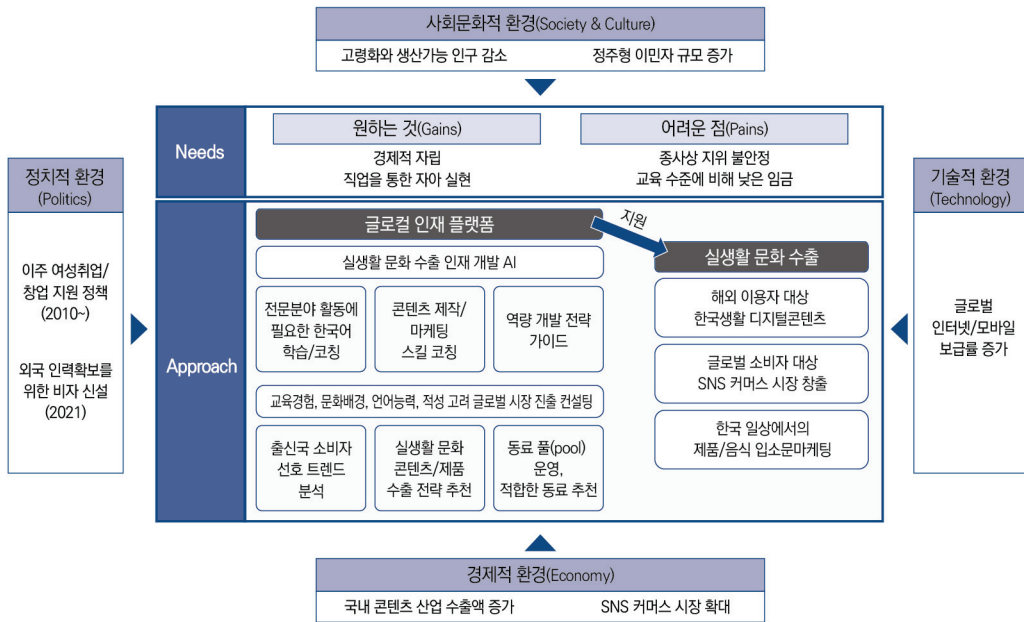 사회문화적 환경(Society & Culture)
고령화와 생산가능 인구 감소
정주형 이민자 규모 증가
정치적 환경
(Politics)
이주 여성취업/
창업 지원 정책
(2010~)
외국 인력확보를
위한 비자 신설
(2021)
Needs
원하는 것(Gains)
경제적 자립
직업을 통한 자아 실현
어려운 점(Pains)
종사상 지위 불안정
교육 수준에 비해 낮은 임금
Approach
글로컬 인재 플랫폼
지원
실생활 문화 수출 인재 개발 AI
전문분야 활동에
필요한 한국어
학습/코칭
콘텐츠 제작/
마케팅
스킬 코칭
역량 개발 전략
가이드
교육경험, 문화배경, 언어능력, 적성 고려 글로벌 시장 진출 컨설팅
출신국 소비자
선호 트렌드
분석
실생활 문화
콘텐츠/제품
수출 전략 추천
동료 풀(pool)
운영,
적합한 동료 추천
실생활 문화 수출
해외 이용자 대상
한국생활 디지털콘텐츠
글로벌 소비자 대상
SNS 커머스 시장 창출
한국 일상에서의
제품/음식 입소문마케팅
기술적 환경
(Technology)
글로벌
인터넷/모바일
보급률 증가
경제적 환경(Economy)
국내 콘텐츠 산업 수출액 증가
SNS 커머스 시장 확대